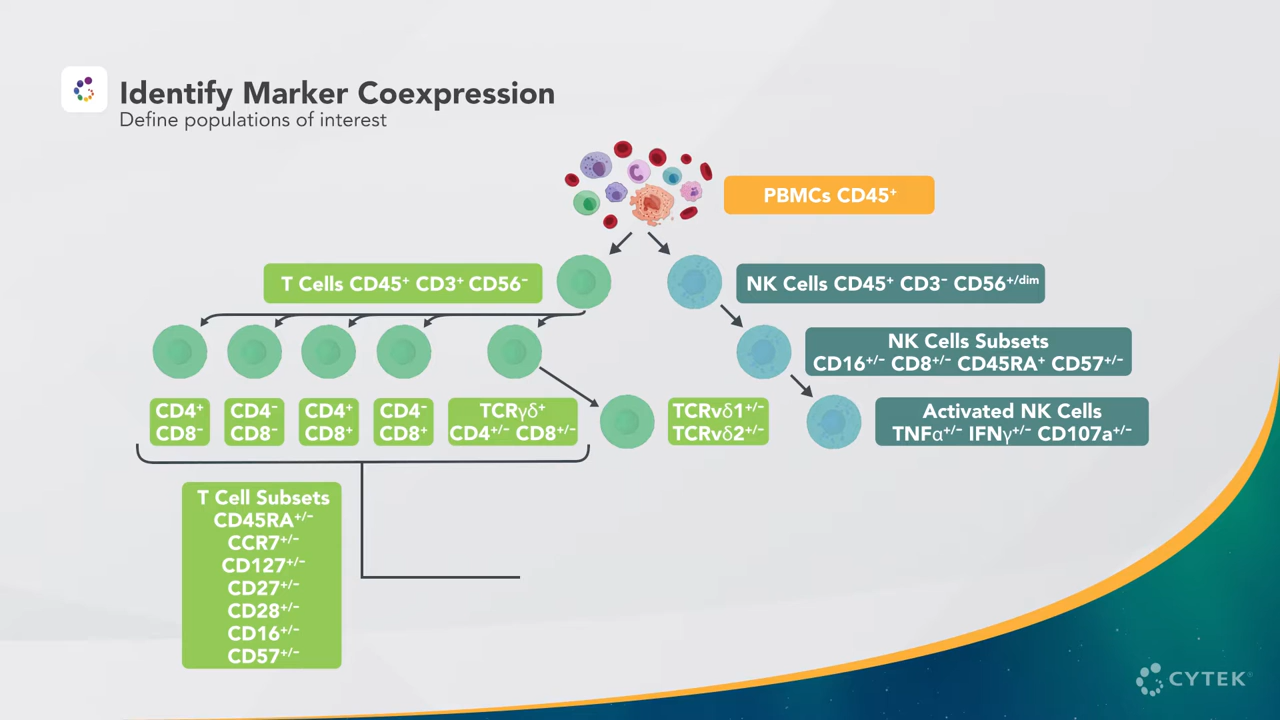 Identify Marker Coexpression
Define populations of interest
PBMCs CD45⁺
T Cells CD45⁺ CD3⁺ CD56⁻
NK Cells CD45⁺ CD3⁻ CD56⁺/dim
NK Cells Subsets
CD16⁺/⁻ CD8⁺/⁻ CD45RA⁺ CD57⁺/⁻
CD4⁺
CD8⁻
CD4⁻
CD8⁻
CD4⁺
CD8⁺
CD4⁻
CD8⁺
TCRγδ⁺
CD4⁺/⁻ CD8⁺/⁻
TCRvδ1⁺/⁻
TCRvδ2⁺/⁻
Activated NK Cells
TNFα⁺/⁻ IFNγ⁺/⁻ CD107a⁺/⁻
T Cell Subsets
CD45RA⁺/⁻
CCR7⁺/⁻
CD127⁺/⁻
CD27⁺/⁻
CD28⁺/⁻
CD16⁺/⁻
CD57⁺/⁻
CYTEK®